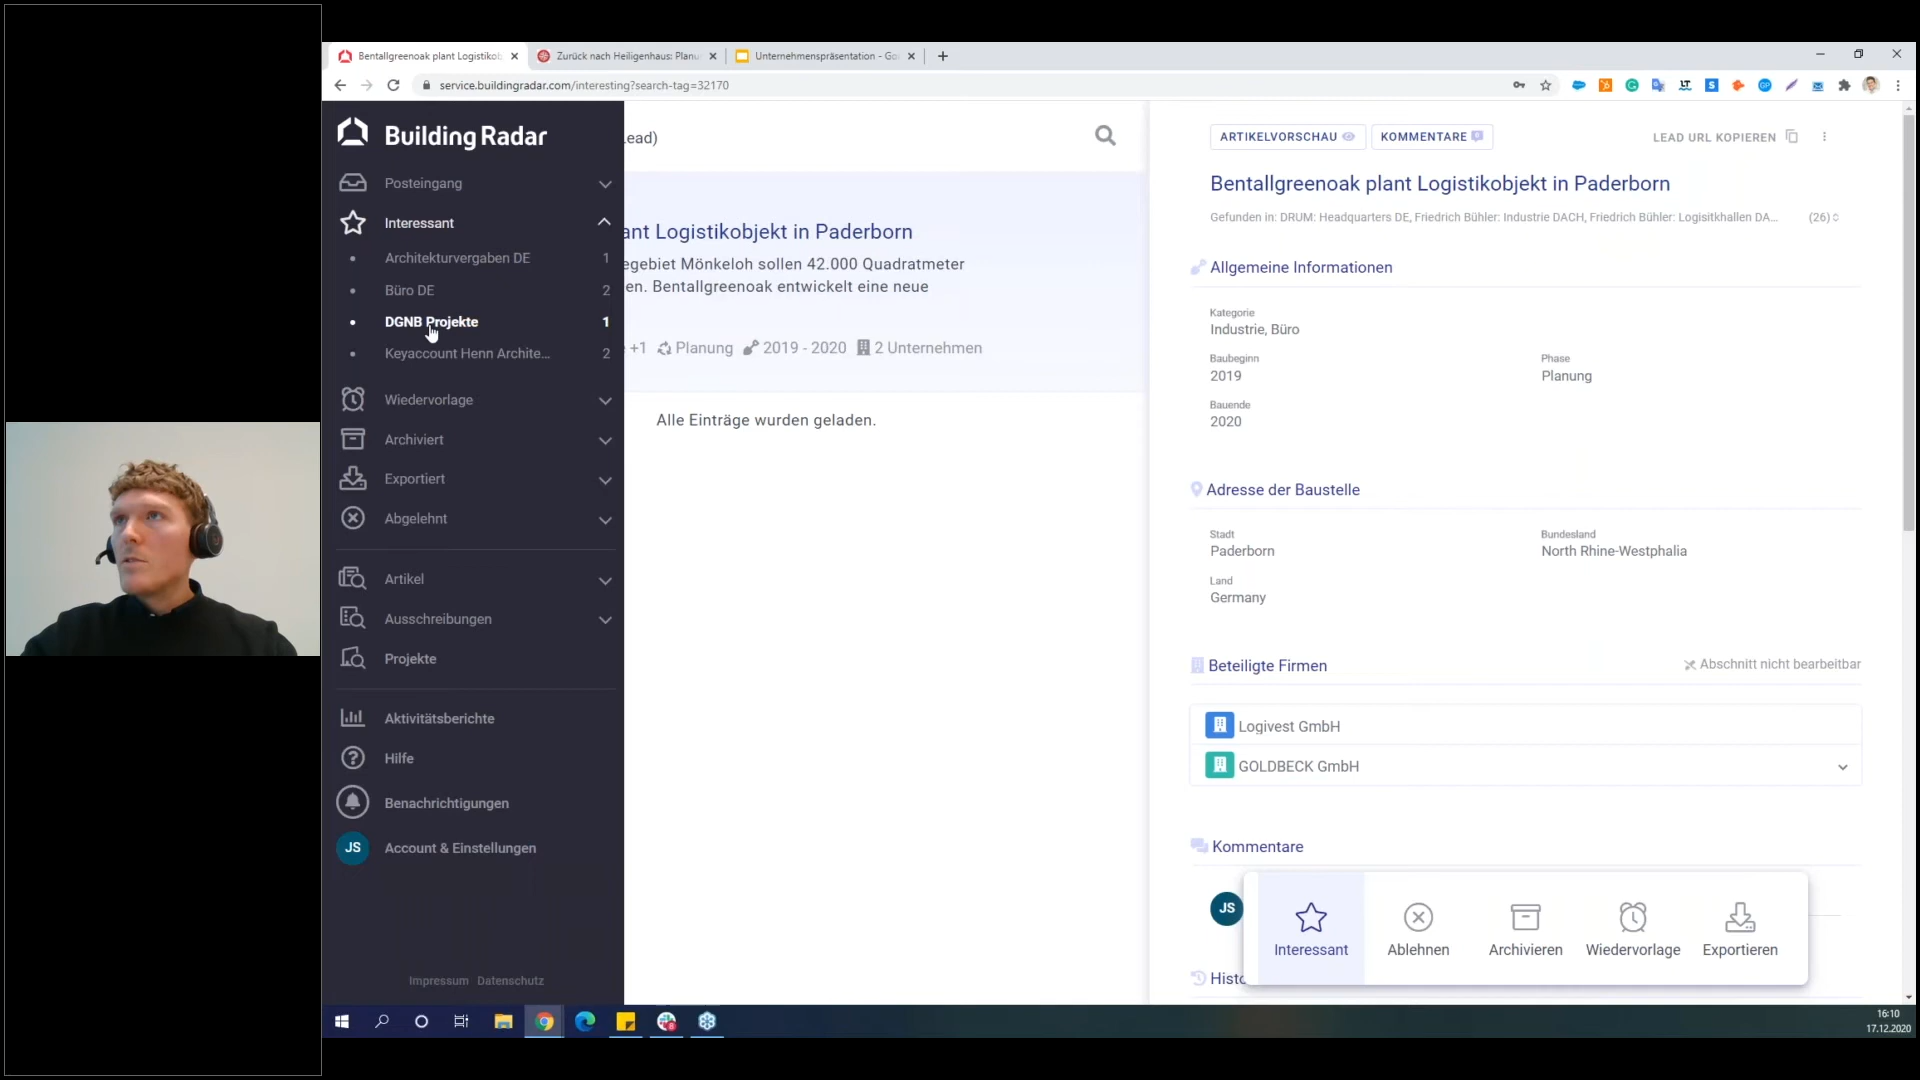 Bentallgreenoak plant Logistikob
Zurück nach Heiligenhaus: Planu
Unternehmenspräsentation - Go
service.buildingradar.com/interesting?search-tag=32170
Building Radar
Posteingang
Interessant
Architekturvergaben DE 1
Büro DE 2
DGNB Projekte 1
Keyaccount Henn Archite... 2
Wiedervorlage
Archiviert
Exportiert
Abgelehnt
Artikel
Ausschreibungen
Projekte
Aktivitätsberichte
Hilfe
Benachrichtigungen
JS Account & Einstellungen
Impressum Datenschutz
Lead)
ant Logistikobjekt in Paderborn
egebiet Mönkeloh sollen 42.000 Quadratmeter
en. Bentallgreenoak entwickelt eine neue
+1 Planung 2019 - 2020 2 Unternehmen
Alle Einträge wurden geladen.
ARTIKELVORSCHAU KOMMENTARE LEAD URL KOPIEREN
Bentallgreenoak plant Logistikobjekt in Paderborn
Gefunden in: DRUM: Headquarters DE, Friedrich Bühler: Industrie DACH, Friedrich Bühler: Logisitkhallen DA... (26)
Allgemeine Informationen
Kategorie
Industrie, Büro
Baubeginn Phase
2019 Planung
Bauende
2020
Adresse der Baustelle
Stadt Bundesland
Paderborn North Rhine-Westphalia
Land
Germany
Beteiligte Firmen Abschnitt nicht bearbeitbar
Logivest GmbH
GOLDBECK GmbH
Kommentare
JS
Interessant Ablehnen Archivieren Wiedervorlage Exportieren
Histo
16:10
17.12.2020